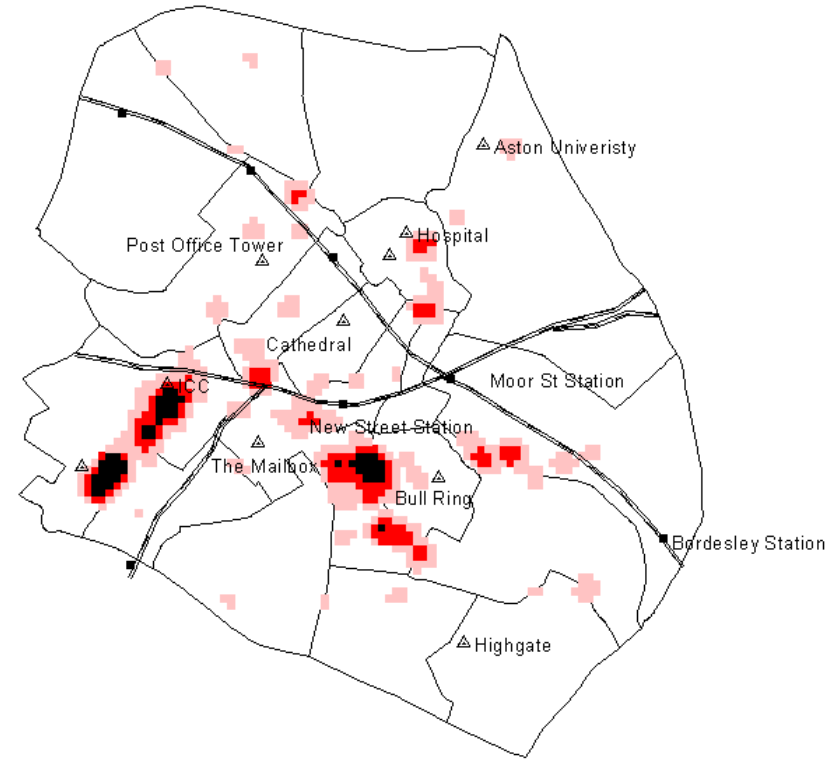 Aston Univeristy
Hospital
Post Office Tower
Cathedral
Moor St Station
ICC
New Street Station
The Mailbox
Bull Ring
Bordesley Station
Highgate